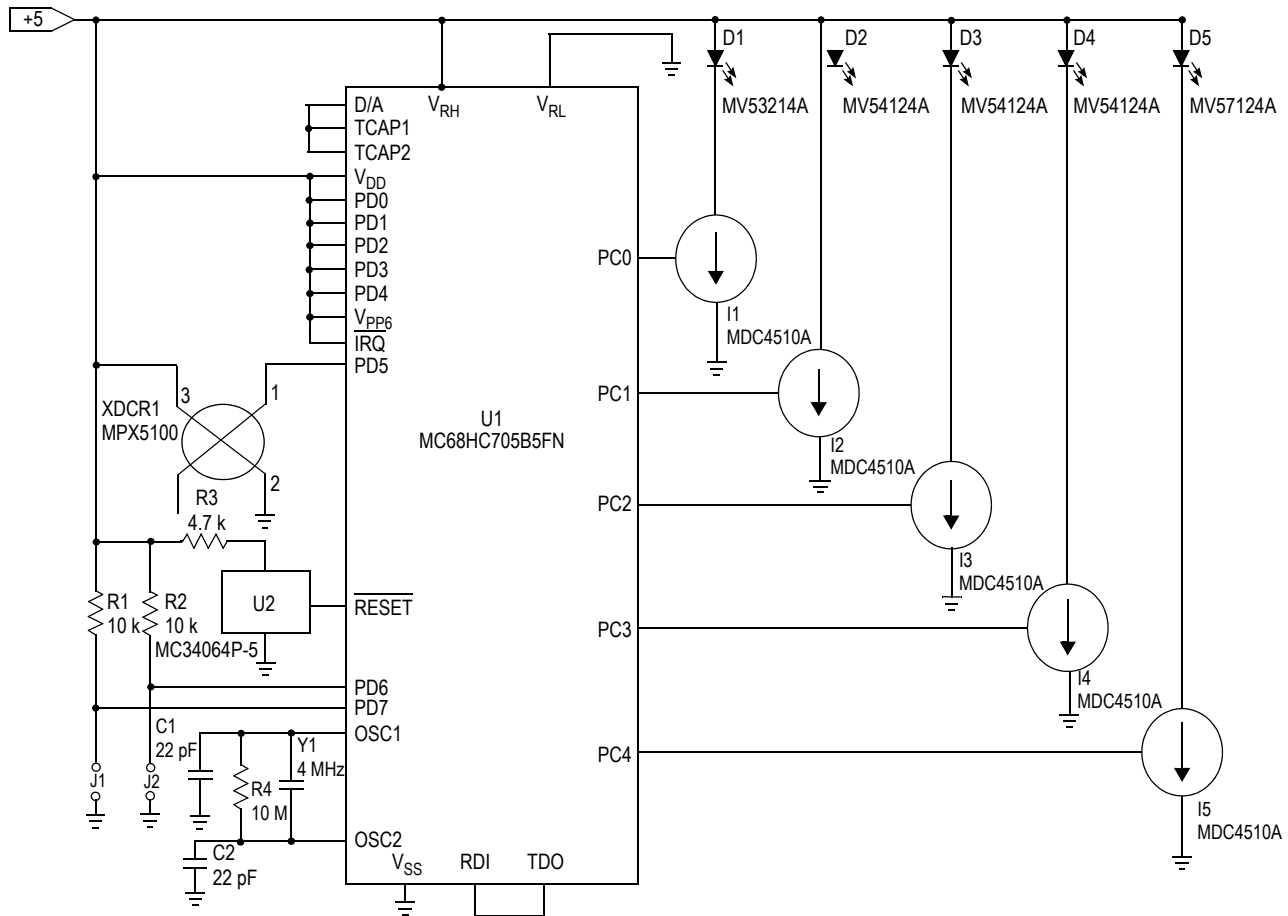 +5
D1
D2
D3
D4
D5
MV53214A
MV54124A
MV54124A
MV54124A
MV57124A
VRH
VRL
D/A
TCAP1
TCAP2
VDD
PD0
PD1
PD2
PD3
PD4
VPP6
IRQ
PD5
PC0
I1
MDC4510A
3
1
XDCR1
MPX5100
2
U1
MC68HC705B5FN
PC1
I2
MDC4510A
R3
4.7 k
PC2
I3
MDC4510A
U2
RESET
R1
10 k
R2
10 k
MC34064P-5
PC3
I4
MDC4510A
PD6
PD7
C1
22 pF
OSC1
Y1
4 MHz
PC4
J1
J2
R4
10 M
I5
MDC4510A
OSC2
C2
22 pF
VSS
RDI
TDO